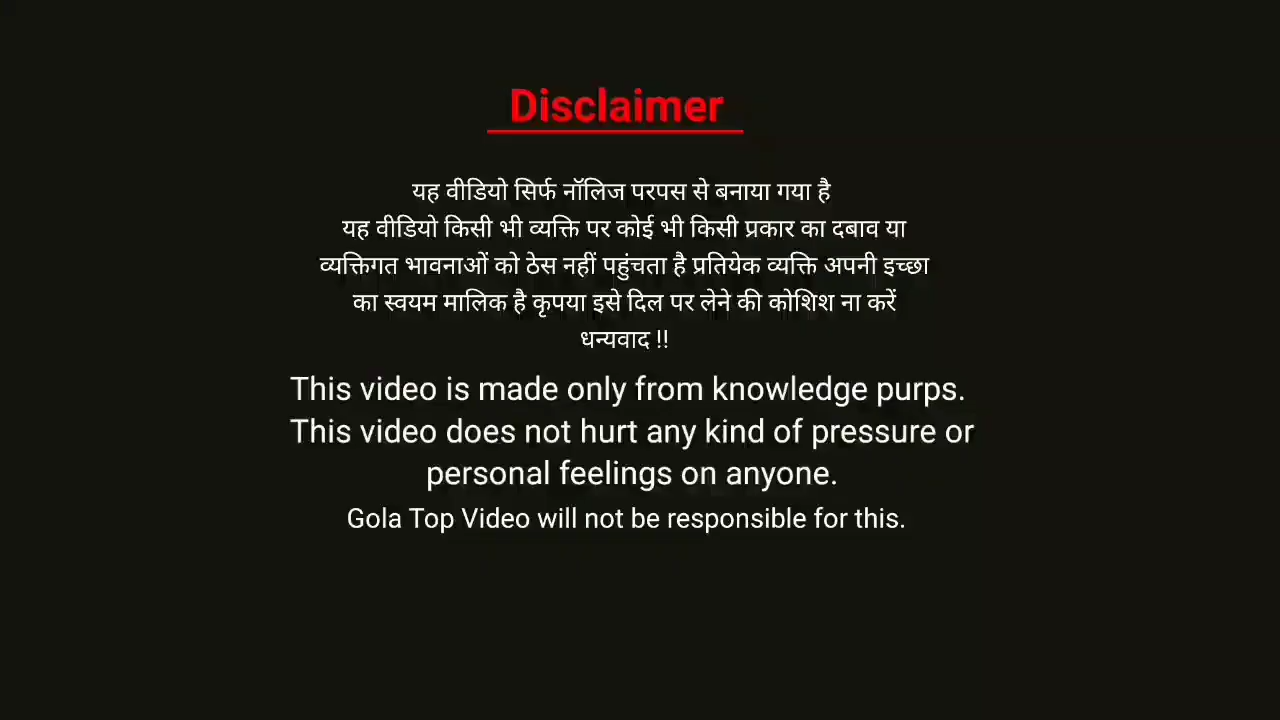 Disclaimer
यह वीडियो सिर्फ नॉलिज परपस से बनाया गया है
यह वीडियो किसी भी व्यक्ति पर कोई भी किसी प्रकार का दबाव या
व्यक्तिगत भावनाओं को ठेस नहीं पहुंचता है प्रतियेक व्यक्ति अपनी इच्छा
का स्वयम मालिक है कृपया इसे दिल पर लेने की कोशिश ना करें
धन्यवाद !!
This video is made only from knowledge purps.
This video does not hurt any kind of pressure or
personal feelings on anyone.
Gola Top Video will not be responsible for this.